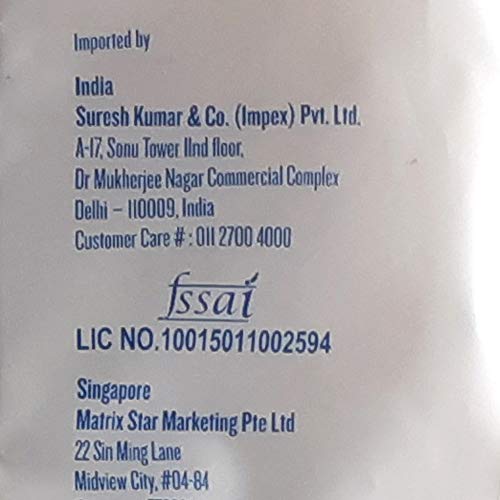 Imported by
India
Suresh Kumar & Co. (Impex) Pvt. Ltd.
A-17, Sonu Tower IInd floor,
Dr Mukherjee Nagar Commercial Complex
Delhi – 110009, India
Customer Care # : 011 2700 4000
fssai
LIC NO.10015011002594
Singapore
Matrix Star Marketing Pte Ltd
22 Sin Ming Lane
Midview City, #04-84